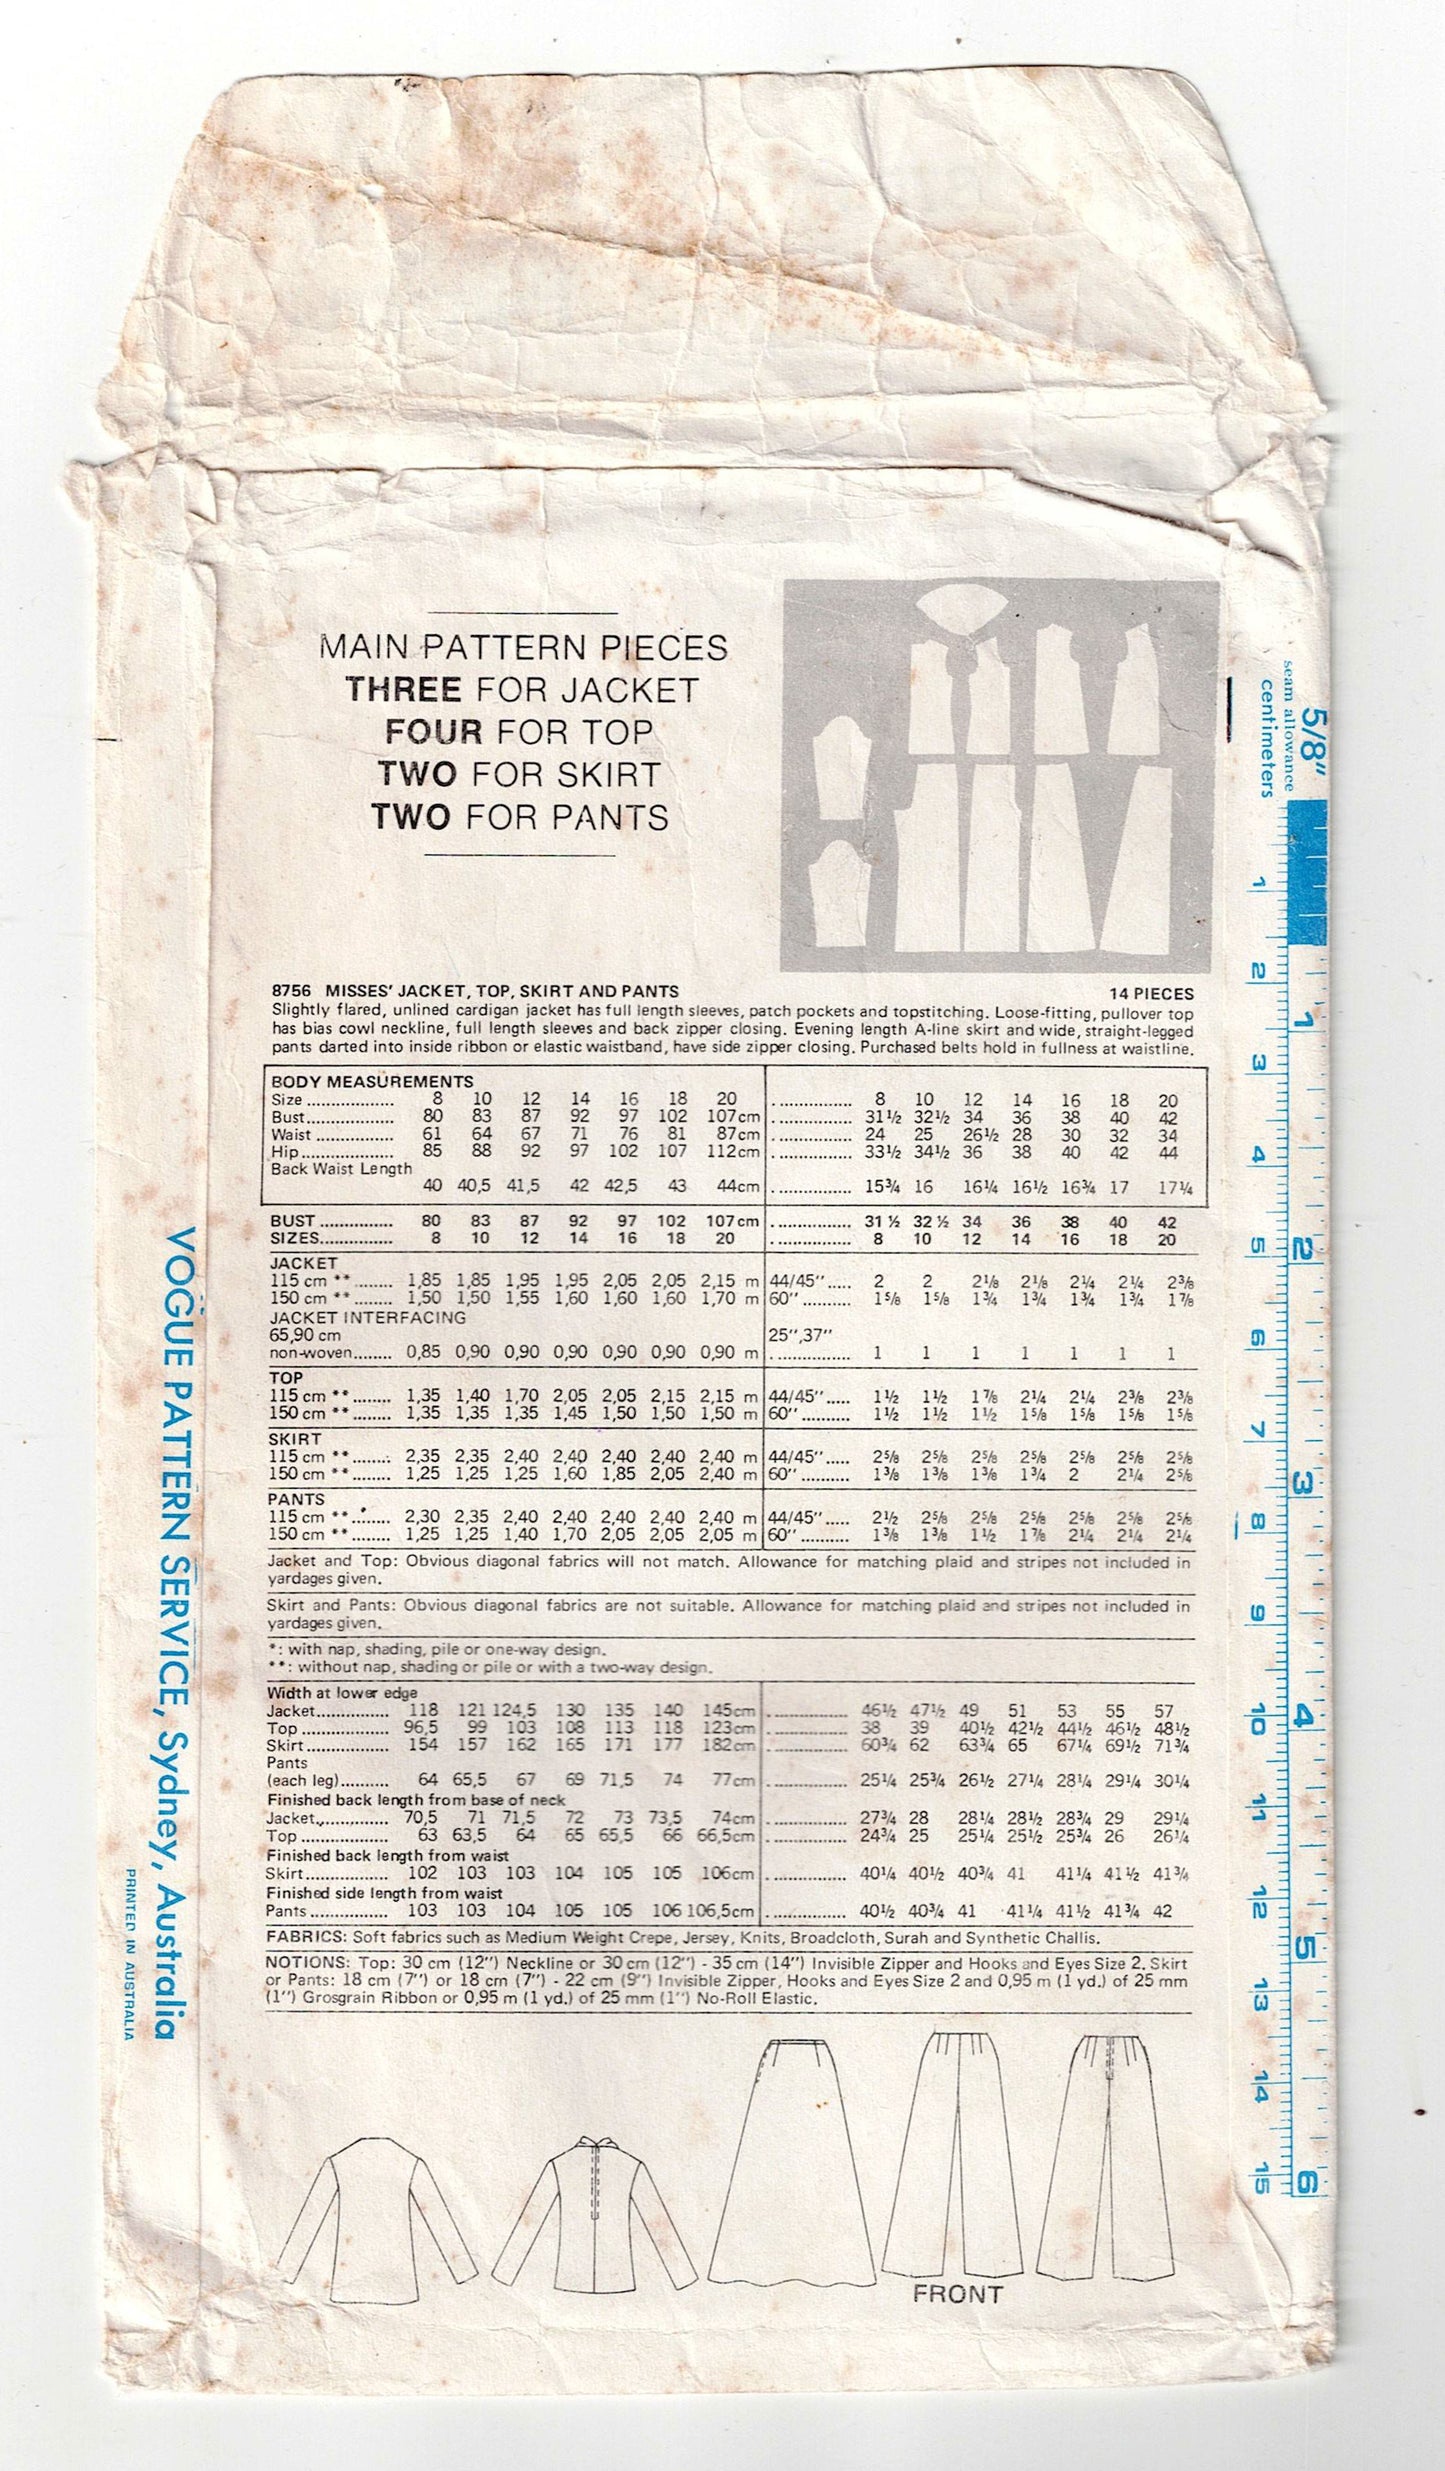 MAIN PATTERN PIECES
THREE FOR JACKET
FOUR FOR TOP
TWO FOR SKIRT
TWO FOR PANTS
8756 MISSES' JACKET, TOP, SKIRT AND PANTS 14 PIECES
Slightly flared, unlined cardigan jacket has full length sleeves, patch pockets and topstitching. Loose-fitting, pullover top
has bias cowl neckline, full length sleeves and back zipper closing. Evening length A-line skirt and wide, straight-legged
pants darted into inside ribbon or elastic waistband, have side zipper closing. Purchased belts hold in fullness at waistline.
BODY MEASUREMENTS
Size .................. 8 10 12 14 16 18 20 ................ 8 10 12 14 16 18 20
Bust................... 80 83 87 92 97 102 107cm ................ 31½ 32½ 34 36 38 40 42
Waist ................ 61 64 67 71 76 81 87cm ................ 24 25 26½ 28 30 32 34
Hip................... 85 88 92 97 102 107 112cm ................ 33½ 34½ 36 38 40 42 44
Back Waist Length
40 40,5 41,5 42 42,5 43 44cm ................ 15¾ 16 16¼ 16½ 16¾ 17 17¼
BUST ............... 80 83 87 92 97 102 107cm ................ 31 ½ 32 ½ 34 36 38 40 42
SIZES............... 8 10 12 14 16 18 20 ................ 8 10 12 14 16 18 20
JACKET
115 cm ** ........ 1,85 1,85 1,95 1,95 2,05 2,05 2,15 m 44/45"..... 2 2 2⅛ 2⅛ 2¼ 2¼ 2⅜
150 cm ** ........ 1,50 1,50 1,55 1,60 1,60 1,60 1,70 m 60".......... 1⅝ 1⅝ 1¾ 1¾ 1¾ 1¾ 1⅞
JACKET INTERFACING
65,90 cm 25",37"
non-woven........ 0,85 0,90 0,90 0,90 0,90 0,90 0,90 m ................ 1 1 1 1 1 1 1
TOP
115 cm ** ........ 1,35 1,40 1,70 2,05 2,05 2,15 2,15 m 44/45"..... 1½ 1½ 1⅞ 2¼ 2¼ 2⅜ 2⅜
150 cm ** ........ 1,35 1,35 1,35 1,45 1,50 1,50 1,50 m 60".......... 1½ 1½ 1½ 1⅝ 1⅝ 1⅝ 1⅝
SKIRT
115 cm ** ........ 2,35 2,35 2,40 2,40 2,40 2,40 2,40 m 44/45"..... 2⅝ 2⅝ 2⅝ 2⅝ 2⅝ 2⅝ 2⅝
150 cm ** ........ 1,25 1,25 1,25 1,60 1,85 2,05 2,40 m 60".......... 1⅜ 1⅜ 1⅜ 1¾ 2 2¼ 2⅝
PANTS
115 cm ** ........ 2,30 2,35 2,40 2,40 2,40 2,40 2,40 m 44/45"..... 2½ 2⅝ 2⅝ 2⅝ 2⅝ 2⅝ 2⅝
150 cm ** ........ 1,25 1,25 1,40 1,70 2,05 2,05 2,05 m 60".......... 1⅜ 1⅜ 1½ 1⅞ 2¼ 2¼ 2¼
Jacket and Top: Obvious diagonal fabrics will not match. Allowance for matching plaid and stripes not included in
yardages given.
Skirt and Pants: Obvious diagonal fabrics are not suitable. Allowance for matching plaid and stripes not included in
yardages given.
*: with nap, shading, pile or one-way design.
**: without nap, shading or pile or with a two-way design.
Width at lower edge
Jacket............... 118 121 124,5 130 135 140 145cm ................ 46½ 47½ 49 51 53 55 57
Top .................. 96,5 99 103 108 113 118 123cm ................ 38 39 40½ 42½ 44½ 46½ 48½
Skirt................. 154 157 162 165 171 177 182cm ................ 60¾ 62 63¾ 65 67¼ 69½ 71¾
Pants
(each leg).......... 64 65,5 67 69 71,5 74 77cm ................ 25¼ 25¾ 26½ 27¼ 28¼ 29¼ 30¼
Finished back length from base of neck
Jacket............... 70,5 71 71,5 72 73 73,5 74cm ................ 27¾ 28 28¼ 28½ 28¾ 29 29¼
Top .................. 63 63,5 64 65 65,5 66 66,5cm ................ 24¾ 25 25¼ 25½ 25¾ 26 26¼
Finished back length from waist
Skirt................. 102 103 103 104 105 105 106cm ................ 40¼ 40½ 40¾ 41 41¼ 41½ 41¾
Finished side length from waist
Pants ................ 103 103 104 105 105 106 106,5cm ................ 40½ 40¾ 41 41¼ 41½ 41¾ 42
FABRICS: Soft fabrics such as Medium Weight Crepe, Jersey, Knits, Broadcloth, Surah and Synthetic Challis.
NOTIONS: Top: 30 cm (12") Neckline or 30 cm (12") - 35 cm (14") Invisible Zipper and Hooks and Eyes Size 2. Skirt
or Pants: 18 cm (7") or 18 cm (7") - 22 cm (9") Invisible Zipper, Hooks and Eyes Size 2 and 0,95 m (1 yd.) of 25 mm
(1") Grosgrain Ribbon or 0,95 m (1 yd.) of 25 mm (1") No-Roll Elastic.
FRONT
VOGUE PATTERN SERVICE, Sydney, Australia
PRINTED IN AUSTRALIA
5/8"
seam allowance
centimeters
1 2 3 4 5 6 7 8 9 10 11 12 13 14 15
1 2 3 4 5 6